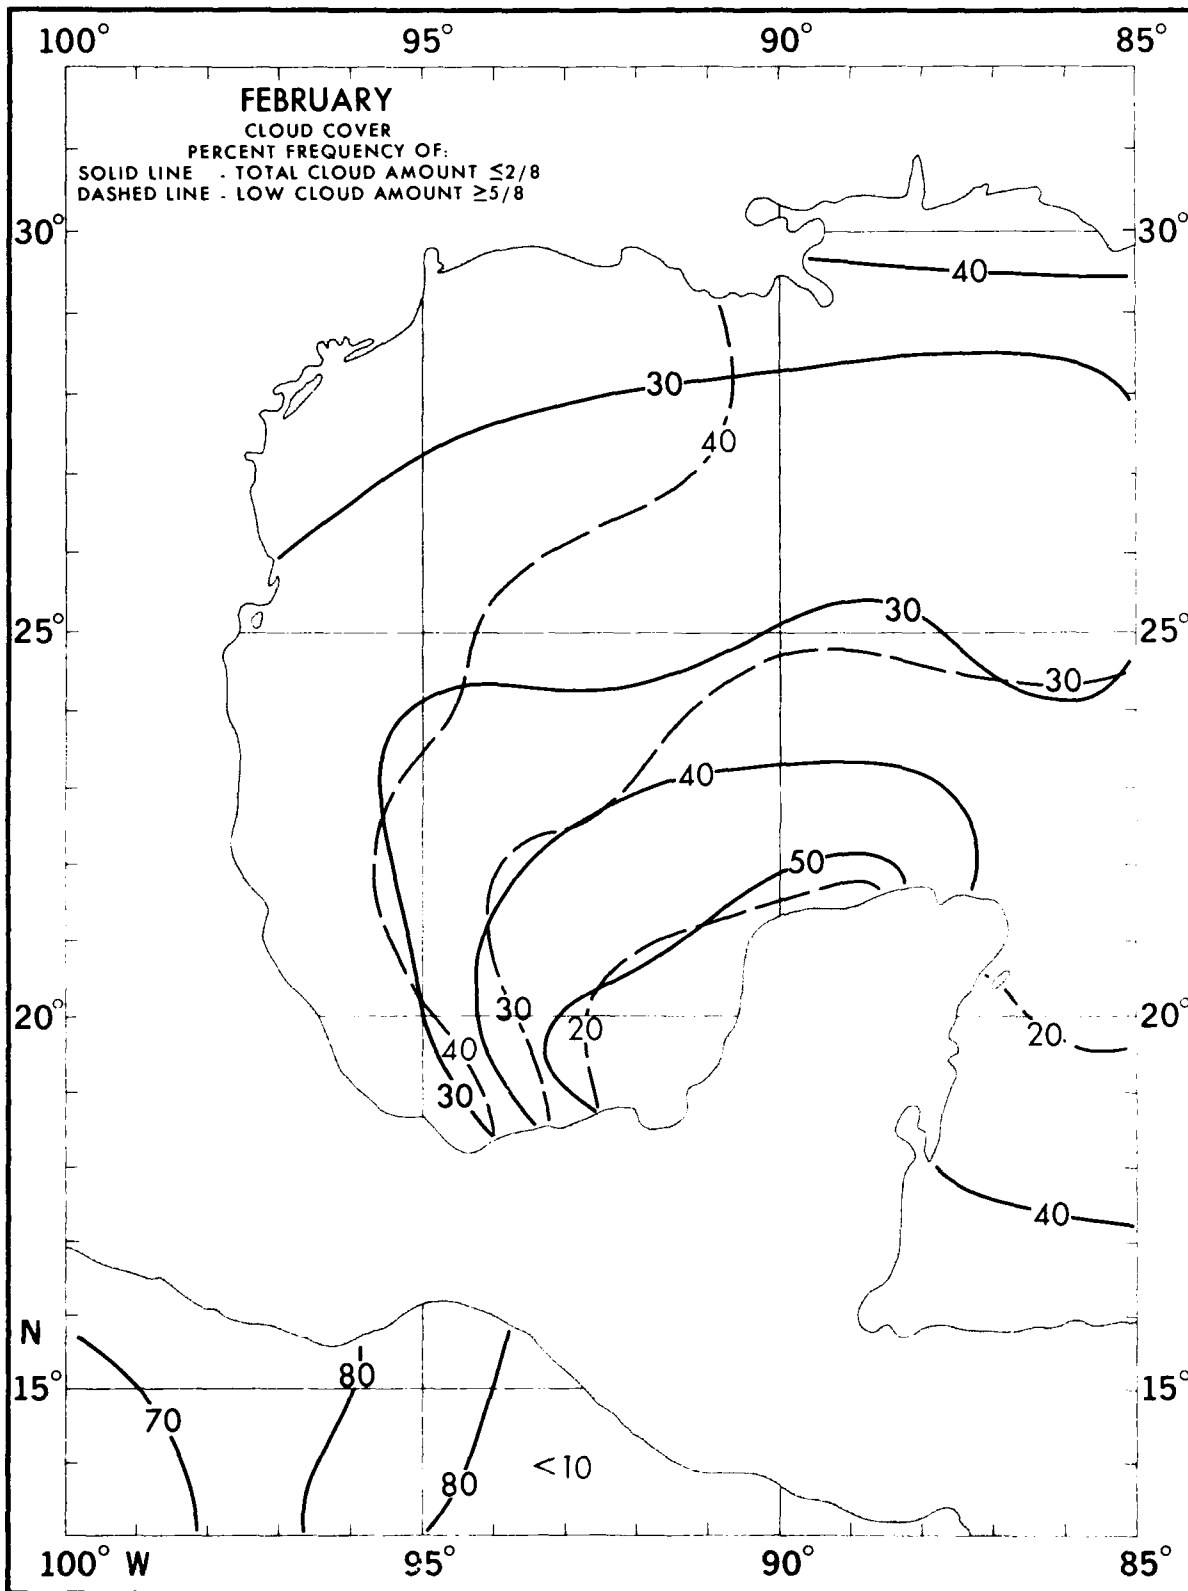 100° 95° 90° 85°
FEBRUARY
CLOUD COVER
PERCENT FREQUENCY OF:
SOLID LINE - TOTAL CLOUD AMOUNT ≤2/8
DASHED LINE - LOW CLOUD AMOUNT ≥5/8
30° 30°
40
30
40
25° 30 25°
30
40
50
20° 30 20 20° 20.
40
30
40
N
80
15° 15°
70
80 <10
100° W 95° 90° 85°